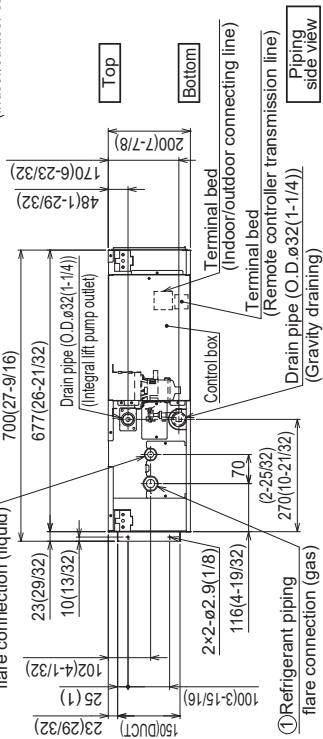 flare connection (liquid)
700(27-9/16)
677(26-21/32)
23(29/32)
10(13/32)
Drain pipe (O.D.ø32(1-1/4))
(Integral lift pump outlet)
48(1-29/32)
170(6-23/32)
200(7-7/8)
Top
Bottom
23(29/32)
150(DUCT)
25 (1)
102(4-1/32)
100(3-15/16)
2×2-ø2.9(1/8)
116(4-19/32)
70
(2-25/32)
270(10-21/32)
Control box
Terminal bed
(Indoor/outdoor connecting line)
Terminal bed
(Remote controller transmission line)
Drain pipe (O.D.ø32(1-1/4))
(Gravity draining)
①Refrigerant piping
flare connection (gas)
Piping
side view